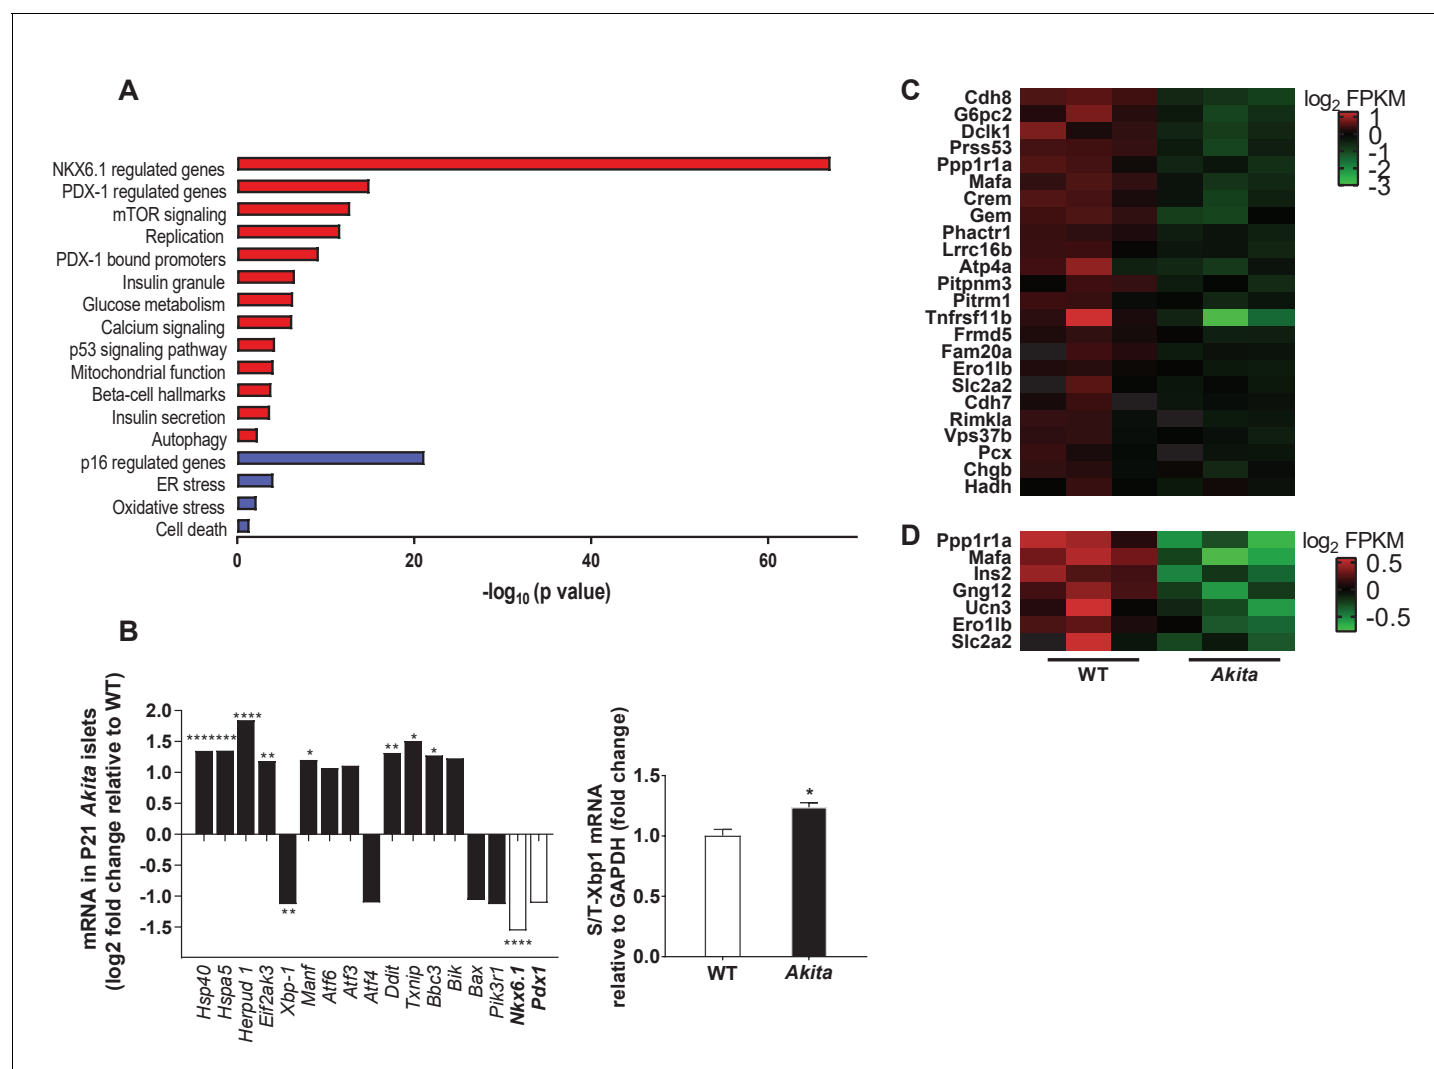 A
NKX6.1 regulated genes
PDX-1 regulated genes
mTOR signaling
Replication
PDX-1 bound promoters
Insulin granule
Glucose metabolism
Calcium signaling
p53 signaling pathway
Mitochondrial function
Beta-cell hallmarks
Insulin secretion
Autophagy
p16 regulated genes
ER stress
Oxidative stress
Cell death
0 20 40 60
-log10 (p value)
B
mRNA in P21 Akita islets
(log2 fold change relative to WT)
2.0
1.5
1.0
0.5
0.0
-0.5
-1.0
-1.5
**** *** **** ** ** * ** * * ****
Hsp40
Hspa5
Herpud 1
Eif2ak3
Xbp-1
Manf
Atf6
Atf3
Atf4
Ddit
Txnip
Bbc3
Bik
Bax
Pik3r1
Nkx6.1
Pdx1
S/T-Xbp1 mRNA
relative to GAPDH (fold change)
1.5
1.0
0.5
0.0
*
WT Akita
C
Cdh8
G6pc2
Dclk1
Prss53
Ppp1r1a
Mafa
Crem
Gem
Phactr1
Lrrc16b
Atp4a
Pitpnm3
Pitrm1
Tnfrsf11b
Frmd5
Fam20a
Ero1lb
Slc2a2
Cdh7
Rimkla
Vps37b
Pcx
Chgb
Hadh
log2 FPKM
1
0
-1
-2
-3
D
Ppp1r1a
Mafa
Ins2
Gng12
Ucn3
Ero1lb
Slc2a2
log2 FPKM
0.5
0
-0.5
WT Akita